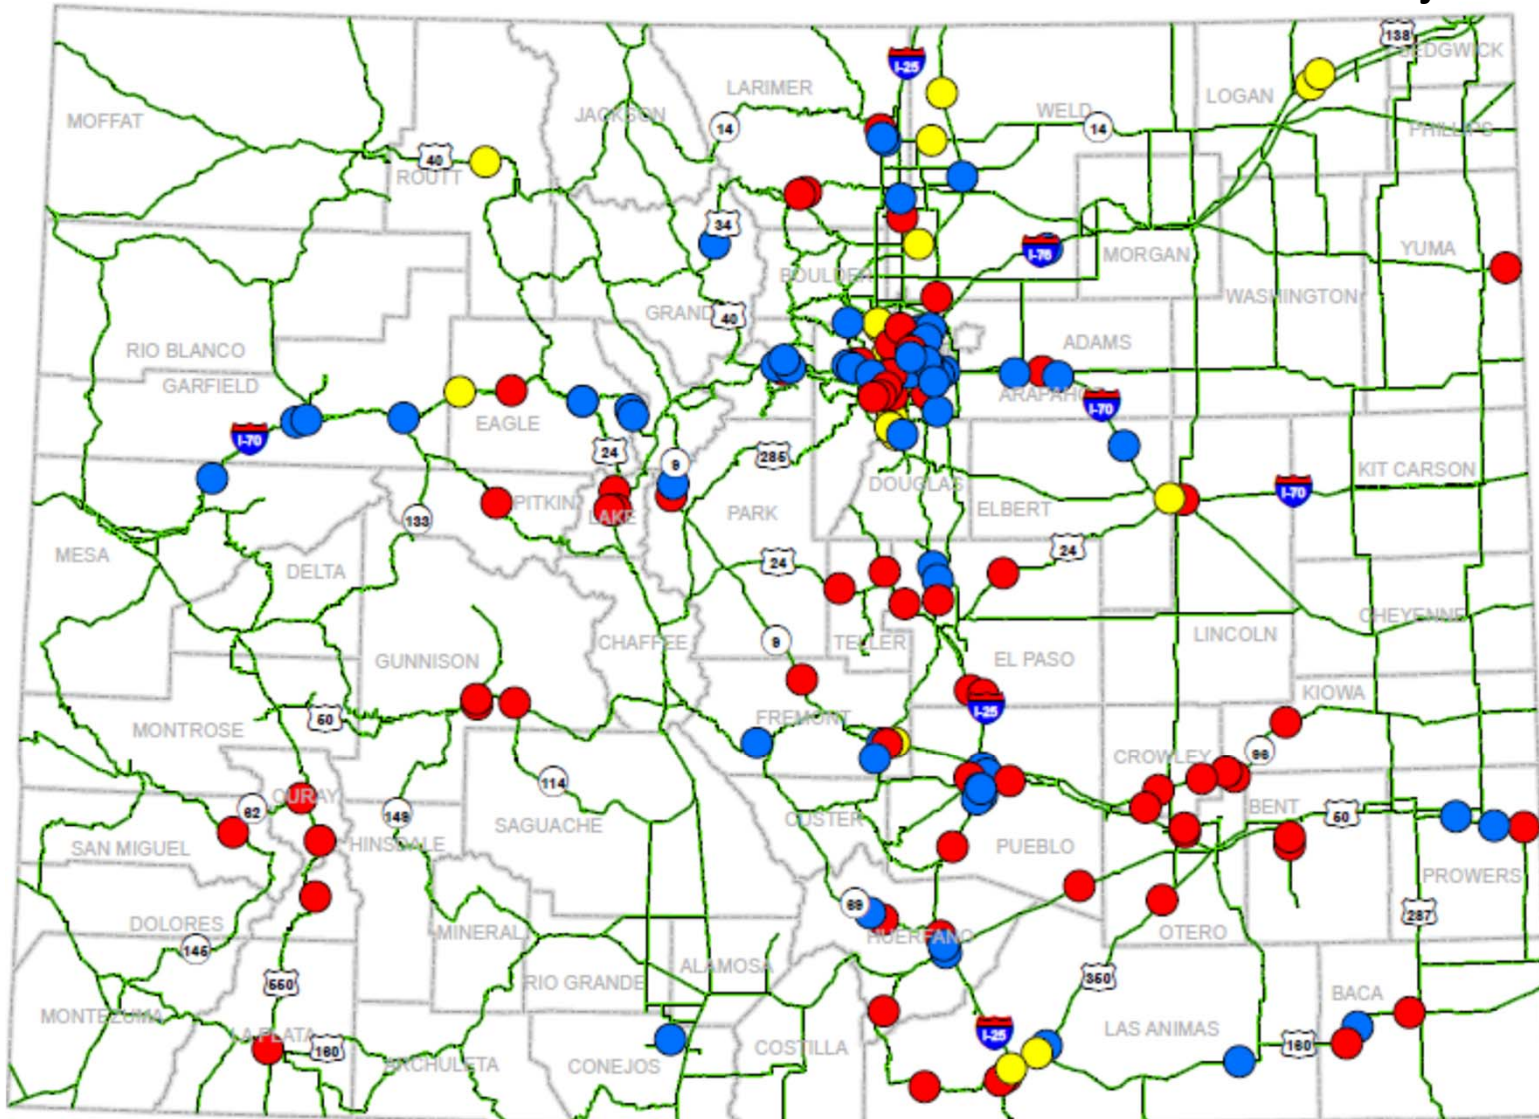 138
SEDGWICK
I-25
LARIMER
LOGAN
MOFFAT
JACKSON
WELD
14
14
PHILLIPS
40
ROUTT
34
I-76
MORGAN
YUMA
BOULDER
WASHINGTON
GRAND
40
RIO BLANCO
ADAMS
GARFIELD
ARAPAHO
I-70
EAGLE
I-70
24
9
285
KIT CARSON
DOUGLAS
I-70
PITKIN
LAKE
PARK
ELBERT
133
MESA
24
24
DELTA
CHEYENNE
CHAFFEE
9
TELLER
LINCOLN
GUNNISON
EL PASO
KIOWA
50
I-25
FREMONT
MONTROSE
CROWLEY
96
114
OURAY
62
149
BENT
50
CUSTER
SAGUACHE
HINSDALE
SAN MIGUEL
PUEBLO
PROWERS
69
287
DOLORES
MINERAL
HUERFANO
OTERO
145
ALAMOSA
RIO GRANDE
350
550
BACA
MONTEZUMA
LA PLATA
I-25
LAS ANIMAS
160
COSTILLA
160
ARCHULETA
CONEJOS